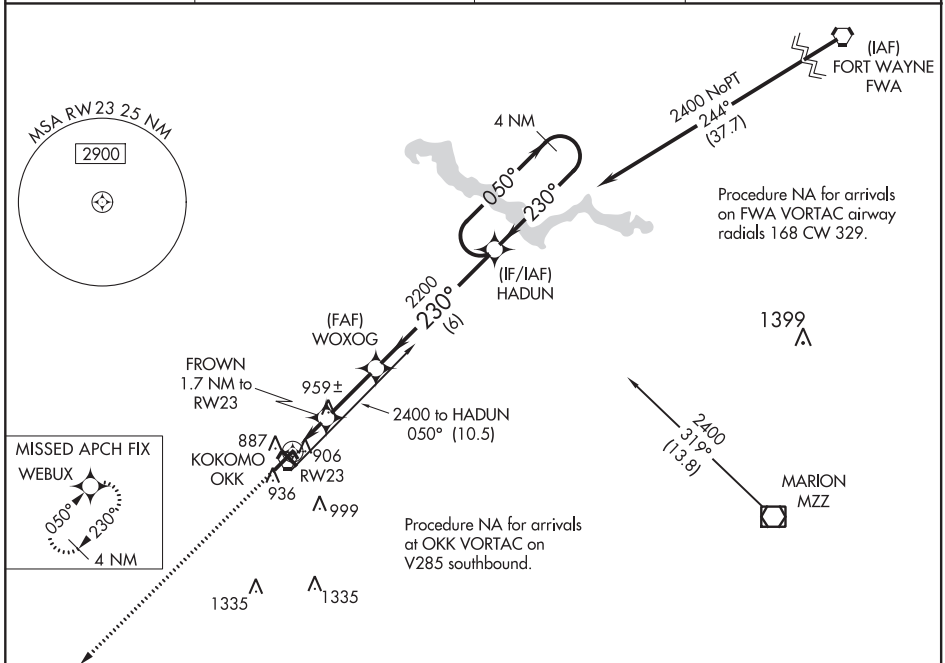 (IAF)
FORT WAYNE
FWA
2400 NoPT
244°
(37.7)
MSA RW23 25 NM
2900
4 NM
050°
230°
Procedure NA for arrivals
on FWA VORTAC airway
radials 168 CW 329.
(IF/IAF)
HADUN
2200
230°
(6)
(FAF)
WOXOG
1399
FROWN
1.7 NM to
RW23
959±
2400 to HADUN
050° (10.5)
2400
319°
(13.8)
MISSED APCH FIX
WEBUX
050°
230°
4 NM
887
KOKOMO
OKK
906
RW23
936
999
MARION
MZZ
Procedure NA for arrivals
at OKK VORTAC on
V285 southbound.
1335
1335